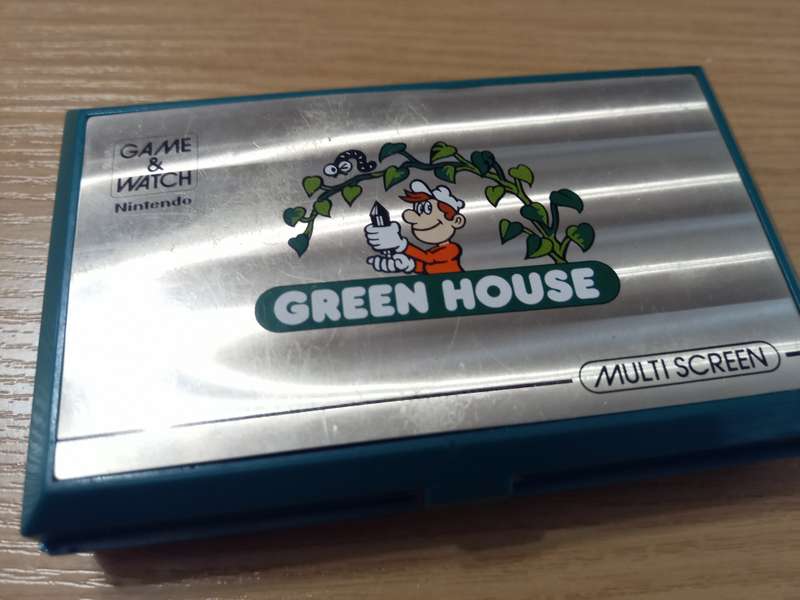 GAME
&
WATCH
Nintendo
GREEN HOUSE
MULTI SCREEN